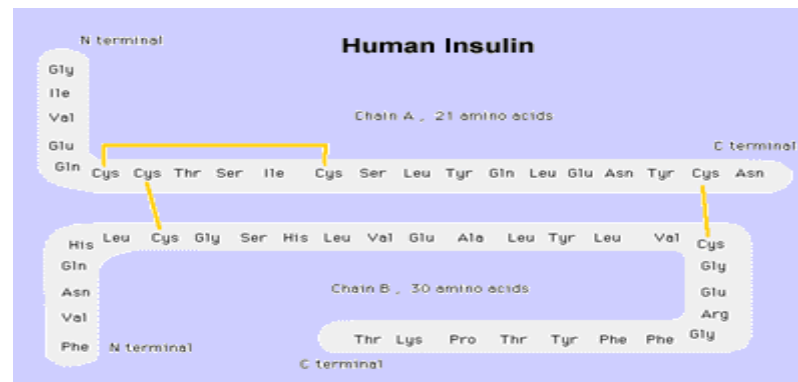 N terminal
Human Insulin
Gly
Ile
Val
Chain A , 21 amino acids
Glu
C terminal
Gln Cys Cys Thr Ser Ile Cys Ser Leu Tyr Gln Leu Glu Asn Tyr Cys Asn
His Leu Cys Gly Ser His Leu Val Glu Ala Leu Tyr Leu Val Cys
Gln
Gly
Asn
Chain B , 30 amino acids
Glu
Val
Arg
Phe
N terminal
Thr Lys Pro Thr Tyr Phe Phe Gly
C terminal